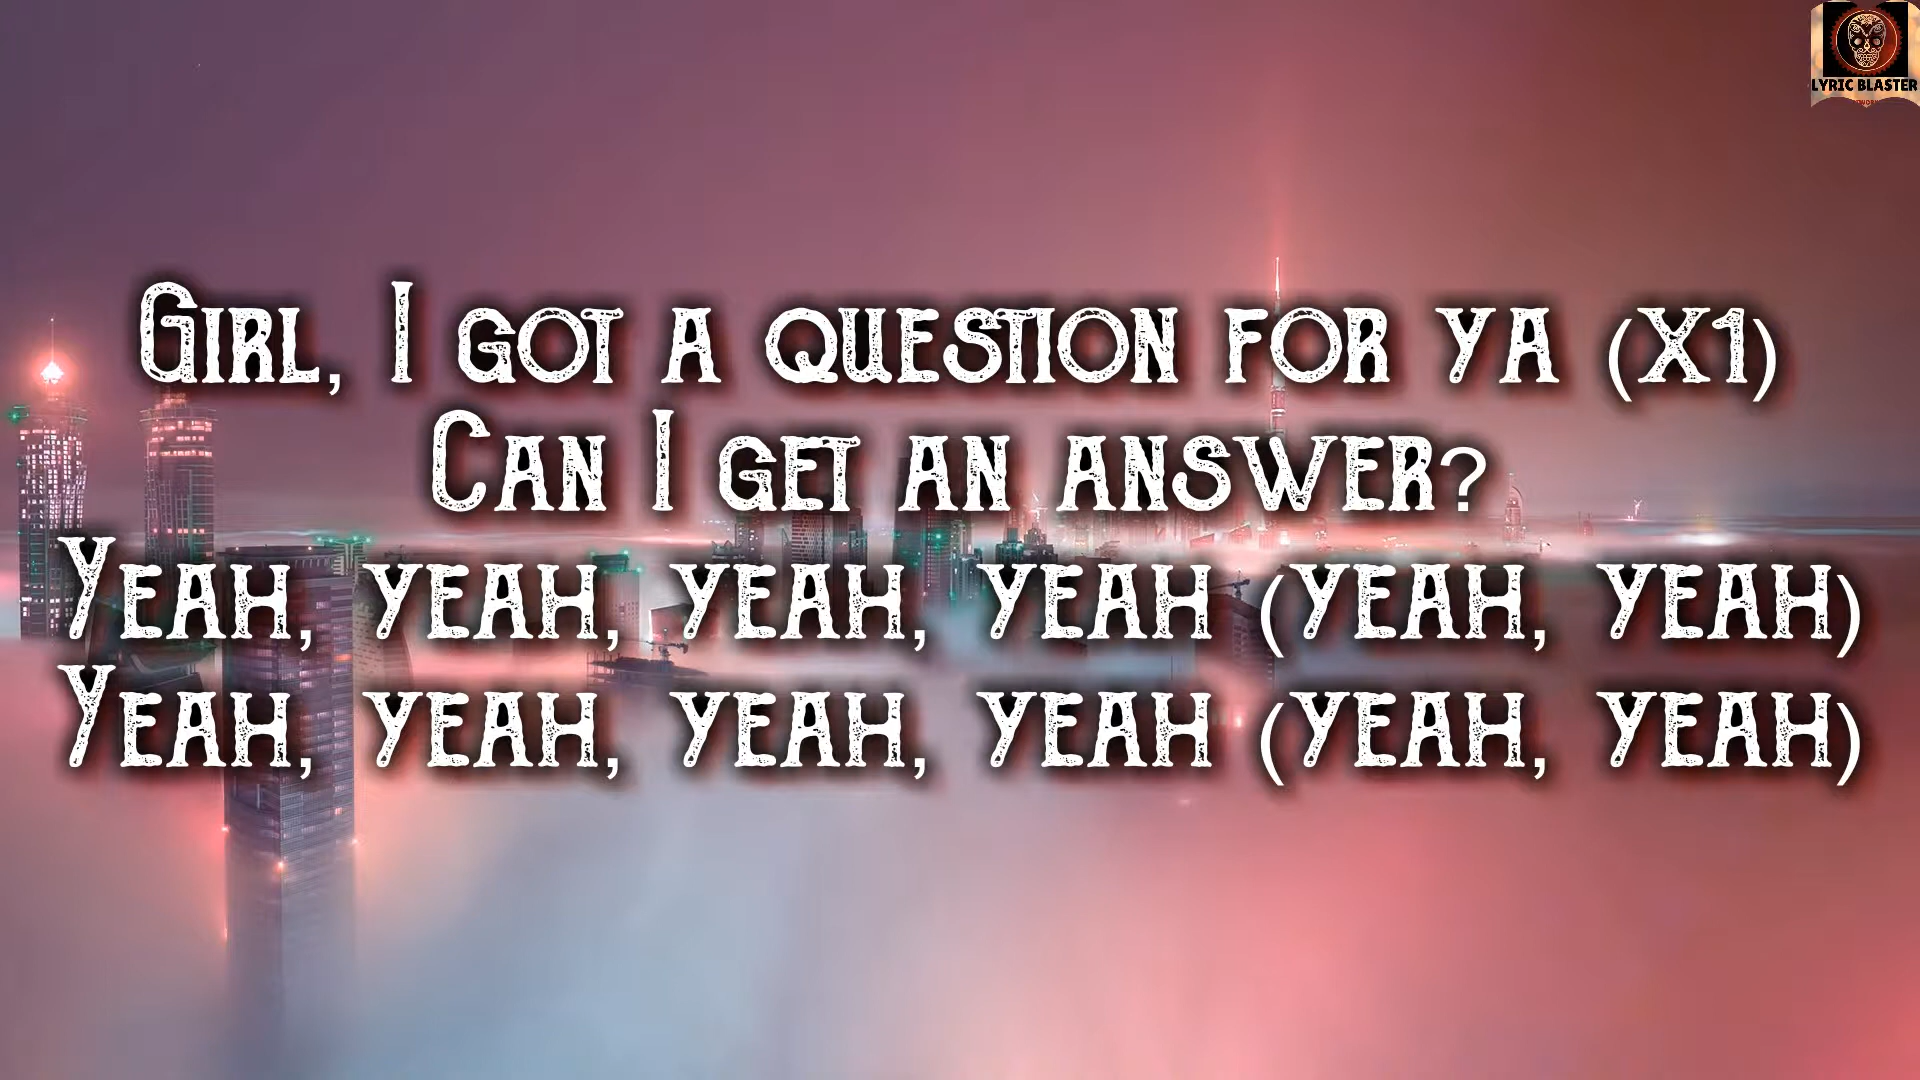 LYRIC BLASTER
Girl, I got a question for ya (x1)
Can I get an answer?
Yeah, yeah, yeah, yeah (yeah, yeah)
Yeah, yeah, yeah, yeah (yeah, yeah)